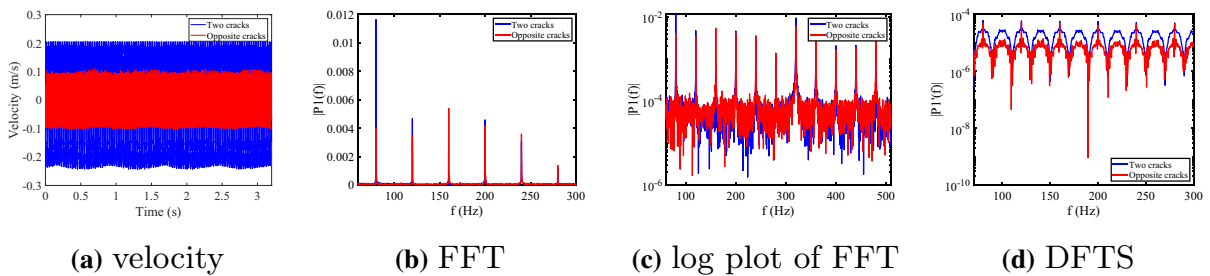 Two cracks
Opposite cracks
0.3
0.2
0.1
0
-0.1
-0.2
0.3
Velocity (m/s)
0 0.5 1 1.5 2 2.5 3
Time (s)
(a) velocity
Two cracks
Opposite cracks
0.012
0.01
0.008
0.006
0.004
0.002
0
|P1(f)|
100 150 200 250 300
f (Hz)
(b) FFT
Two cracks
Opposite cracks
10-2
10-4
10-6
|P1(f)|
100 200 300 400 500
f (Hz)
(c) log plot of FFT
10-4
10-6
10-8
10-10
|P1'(f)|
Two cracks
Opposite cracks
100 150 200 250 300
f (Hz)
(d) DFTS